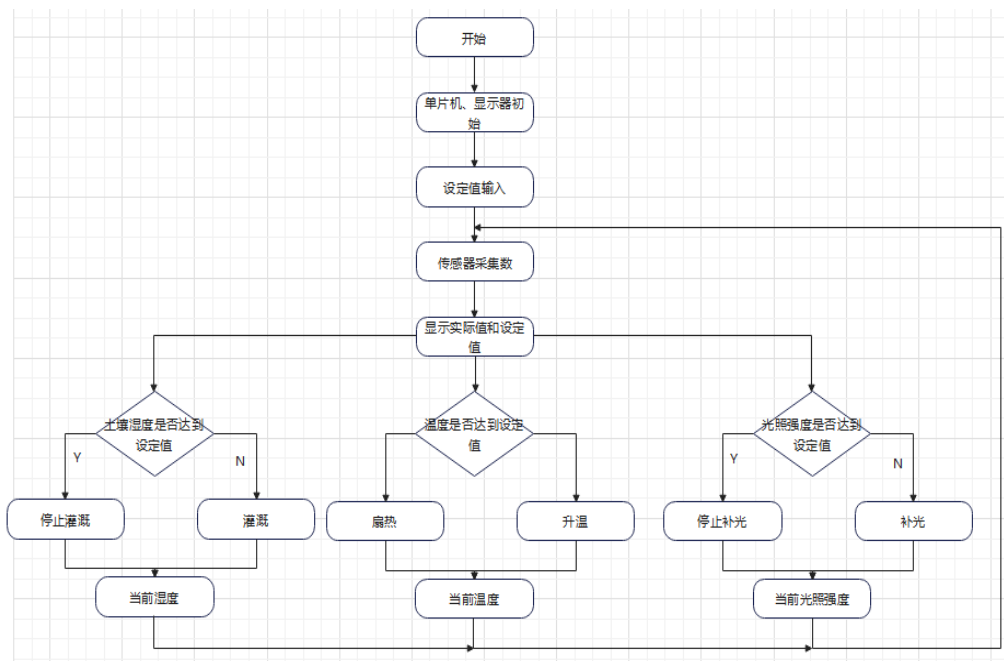 开始
单片机、显示器初
始
设定值输入
传感器采集数
显示实际值和设定
值
土壤湿度是否达到
设定值
温度是否达到设定
值
光照强度是否达到
设定值
Y
N
Y
N
停止灌溉
灌溉
扇热
升温
停止补光
补光
当前湿度
当前温度
当前光照强度